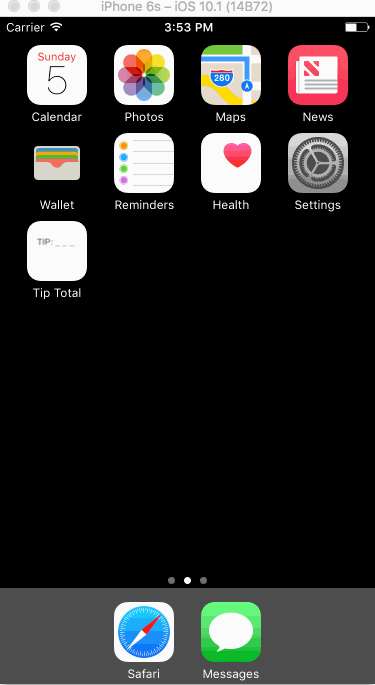 iPhone 6s – iOS 10.1 (14B72)
Carrier 3:53 PM
Sunday
5
280
Calendar Photos Maps News
Wallet Reminders Health Settings
TIP: _ _ _
Tip Total
Safari Messages